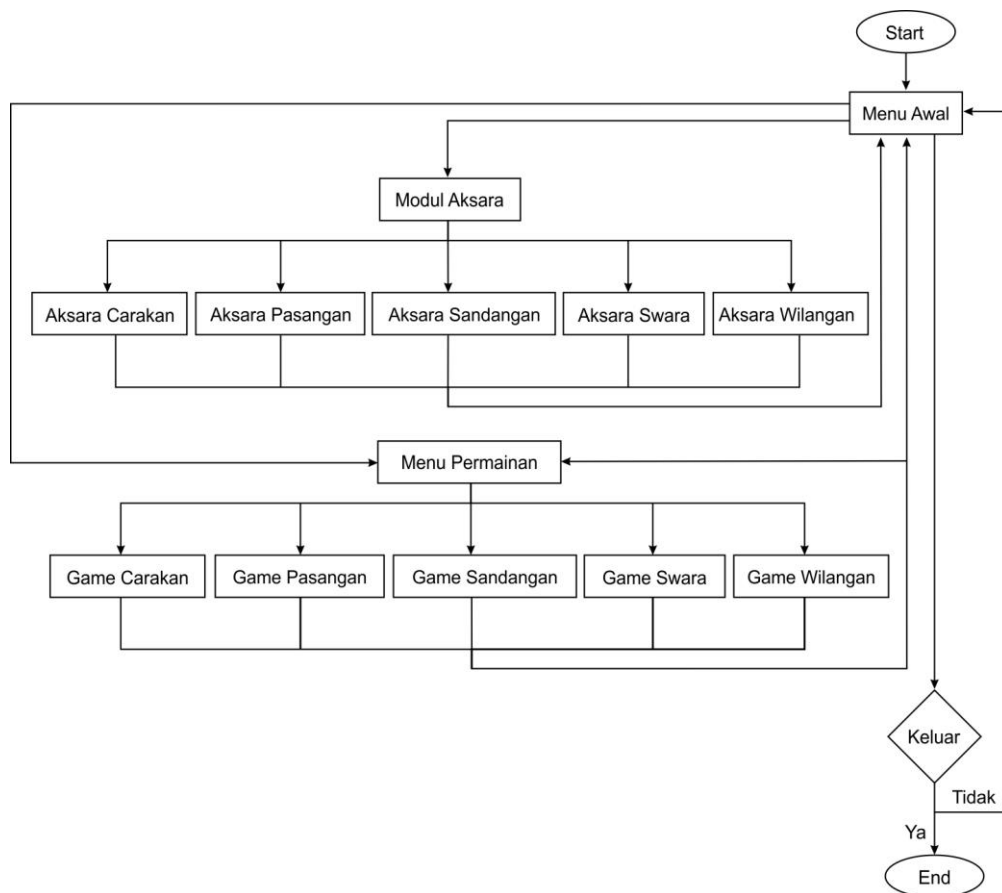 Start
Menu Awal
Modul Aksara
Aksara Carakan
Aksara Pasangan
Aksara Sandangan
Aksara Swara
Aksara Wilangan
Menu Permainan
Game Carakan
Game Pasangan
Game Sandangan
Game Swara
Game Wilangan
Keluar
Tidak
Ya
End